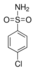 NH₂
O=S=O
Cl